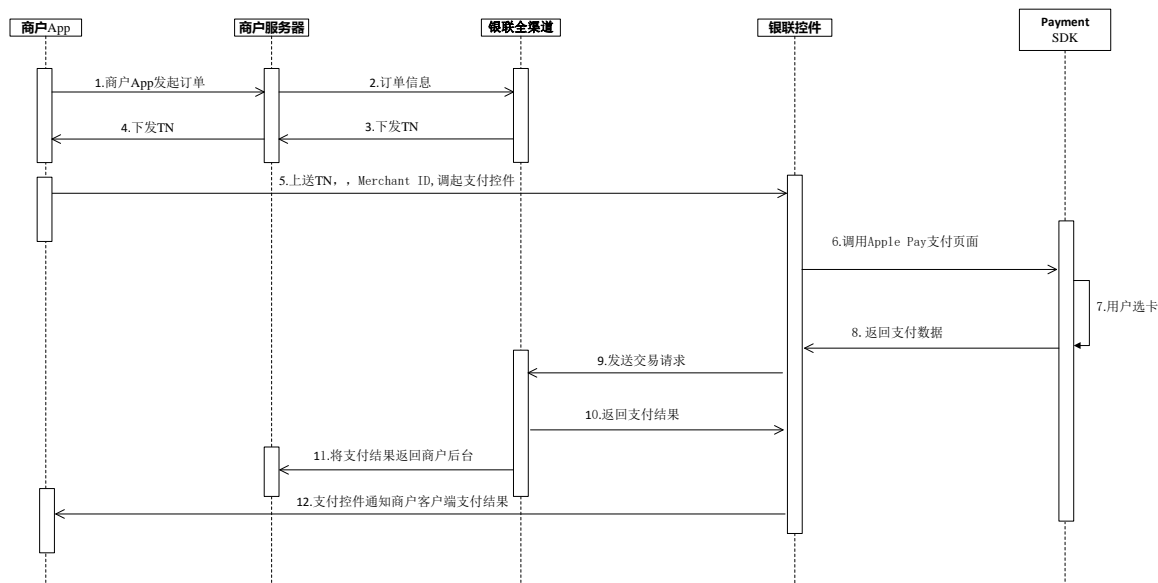 商户App
商户服务器
银联全渠道
银联控件
Payment
SDK
1.商户App发起订单
2.订单信息
4.下发TN
3.下发TN
5.上送TN，，Merchant ID,调起支付控件
6.调用Apple Pay支付页面
7.用户选卡
8.返回支付数据
9.发送交易请求
10.返回支付结果
11.将支付结果返回商户后台
12.支付控件通知商户客户端支付结果